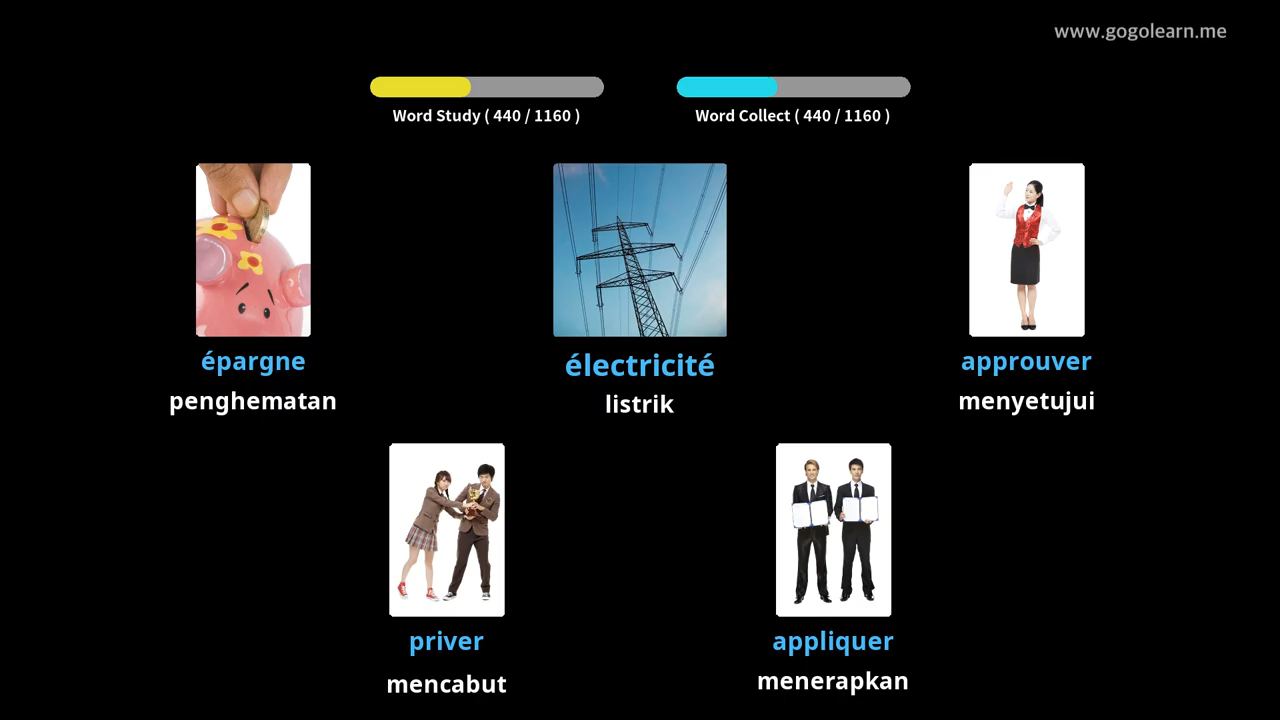 www.gogolearn.me
Word Study ( 440 / 1160 )
Word Collect ( 440 / 1160 )
épargne
penghematan
électricité
listrik
approuver
menyetujui
priver
mencabut
appliquer
menerapkan